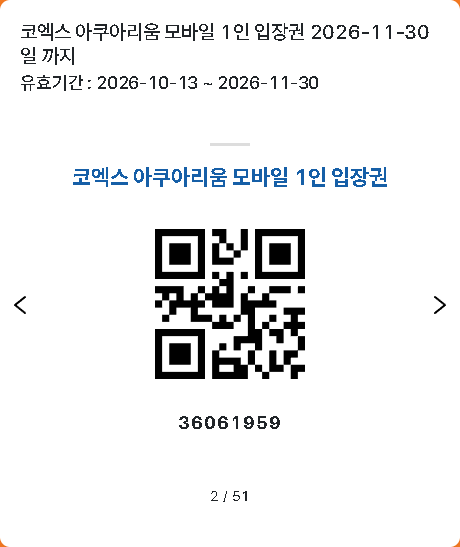 코엑스 아쿠아리움 모바일 1인 입장권 2026-11-30
일 까지
유효기간 : 2026-10-13 ~ 2026-11-30
코엑스 아쿠아리움 모바일 1인 입장권
36061959
2 / 51